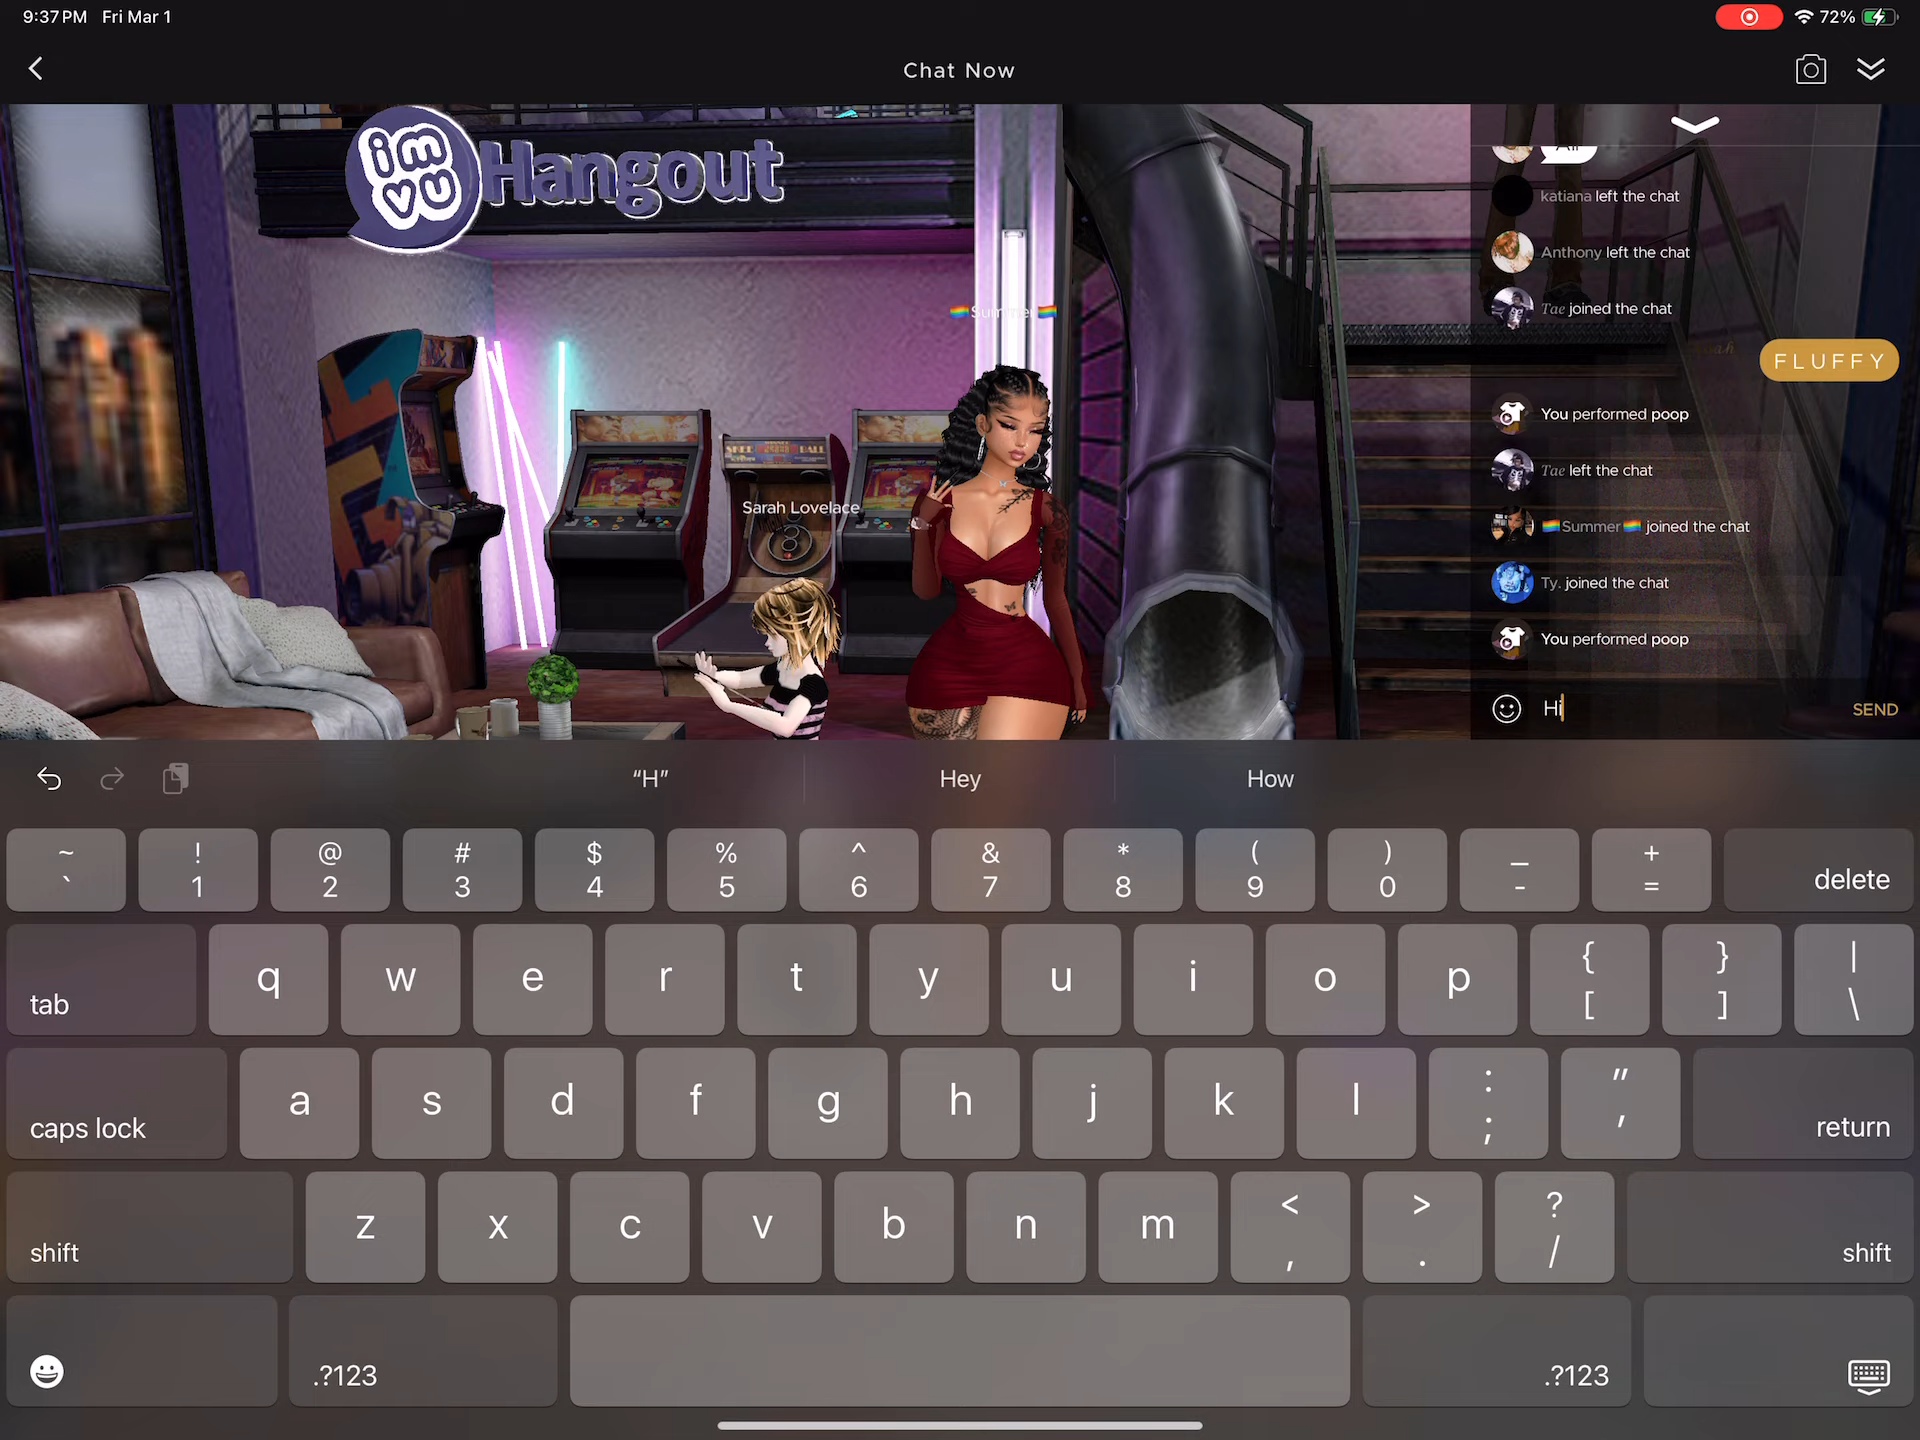 9:37 PM Fri Mar 1
72%
Chat Now
imvu Hangout
katiana left the chat
Anthony left the chat
🏳️‍🌈Summer🏳️‍🌈
Tae joined the chat
FLUFFY
You performed poop
SKEE BALL
Tae left the chat
Sarah Lovelace
🏳️‍🌈Summer🏳️‍🌈 joined the chat
Ty. joined the chat
You performed poop
Hi
SEND
“H” Hey How
~ ! @ # $ % ^ & * ( ) _ +
` 1 2 3 4 5 6 7 8 9 0 - = delete
tab q w e r t y u i o p { [ } ] | \
caps lock a s d f g h j k l : ; " ' return
shift z x c v b n m < , > . ? / shift
.?123 .?123